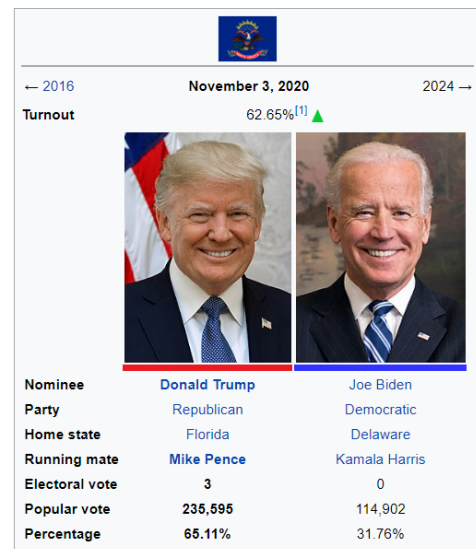 ← 2016 November 3, 2020 2024 →
Turnout 62.65%[1]
Nominee Donald Trump Joe Biden
Party Republican Democratic
Home state Florida Delaware
Running mate Mike Pence Kamala Harris
Electoral vote 3 0
Popular vote 235,595 114,902
Percentage 65.11% 31.76%